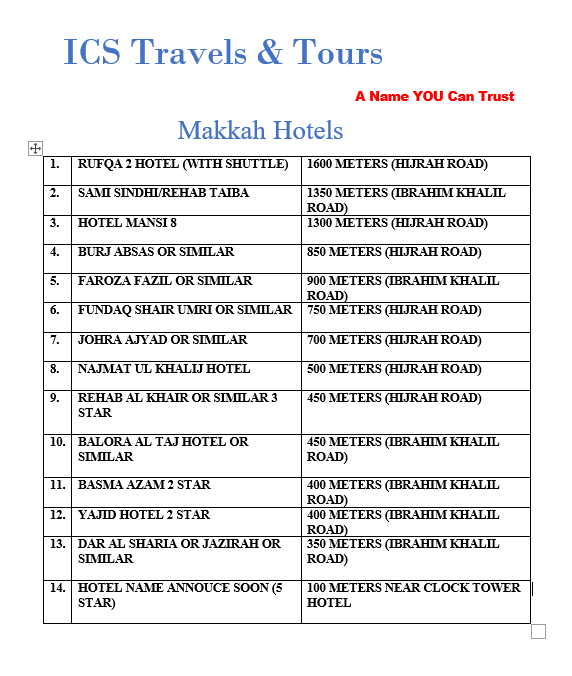 ICS Travels & Tours
A Name YOU Can Trust
Makkah Hotels
1. RUFQA 2 HOTEL (WITH SHUTTLE) 1600 METERS (HIJRAH ROAD)
2. SAMI SINDHI/REHAB TAIBA 1350 METERS (IBRAHIM KHALIL
ROAD)
3. HOTEL MANSI 8 1300 METERS (HIJRAH ROAD)
4. BURJ ABSAS OR SIMILAR 850 METERS (HIJRAH ROAD)
5. FAROZA FAZIL OR SIMILAR 900 METERS (IBRAHIM KHALIL
ROAD)
6. FUNDAQ SHAIR UMRI OR SIMILAR 750 METERS (HIJRAH ROAD)
7. JOHRA AJYAD OR SIMILAR 700 METERS (HIJRAH ROAD)
8. NAJMAT UL KHALIJ HOTEL 500 METERS (HIJRAH ROAD)
9. REHAB AL KHAIR OR SIMILAR 3 450 METERS (HIJRAH ROAD)
STAR
10. BALORA AL TAJ HOTEL OR 450 METERS (IBRAHIM KHALIL
SIMILAR ROAD)
11. BASMA AZAM 2 STAR 400 METERS (IBRAHIM KHALIL
ROAD)
12. YAJID HOTEL 2 STAR 400 METERS (IBRAHIM KHALIL
ROAD)
13. DAR AL SHARIA OR JAZIRAH OR 350 METERS (IBRAHIM KHALIL
SIMILAR ROAD)
14. HOTEL NAME ANNOUCE SOON (5 100 METERS NEAR CLOCK TOWER
STAR) HOTEL